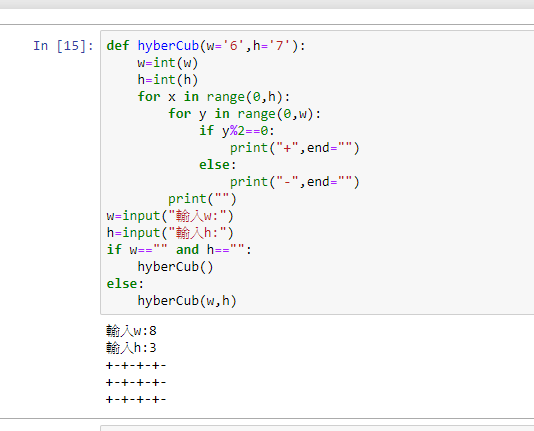 In [15]: def hyberCub(w='6',h='7'):
    w=int(w)
    h=int(h)
    for x in range(0,h):
        for y in range(0,w):
            if y%2==0:
                print("+",end="")
            else:
                print("-",end="")
        print("")
w=input("輸入w:")
h=input("輸入h:")
if w=="" and h=="":
    hyberCub()
else:
    hyberCub(w,h)
輸入w:8
輸入h:3
+-+-+-+-
+-+-+-+-
+-+-+-+-